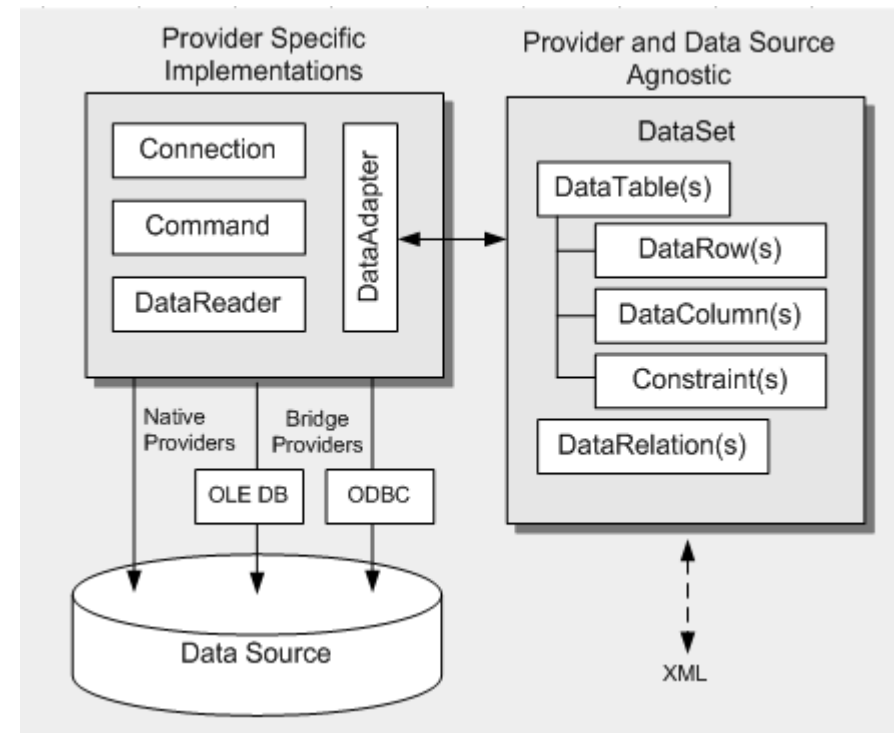 Provider Specific
Implementations
Connection
Command
DataReader
DataAdapter
Native
Providers
Bridge
Providers
OLE DB
ODBC
Data Source
Provider and Data Source
Agnostic
DataSet
DataTable(s)
DataRow(s)
DataColumn(s)
Constraint(s)
DataRelation(s)
XML